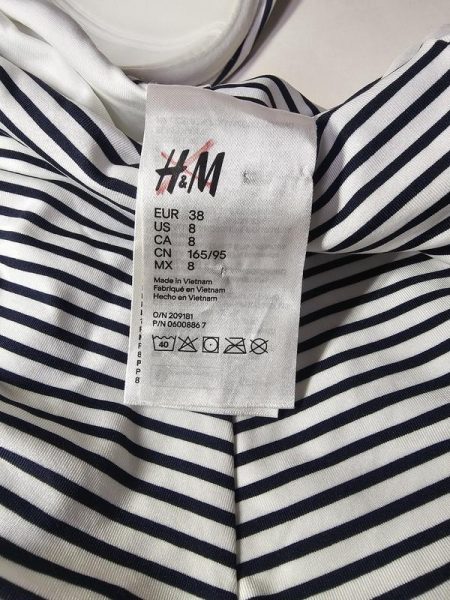 H&M
EUR 38
US 8
CA 8
CN 165/95
MX 8
Made in Vietnam
Fabriqué en Vietnam
Hecho en Vietnam
O/N 209181
P/N 0600886 7
40